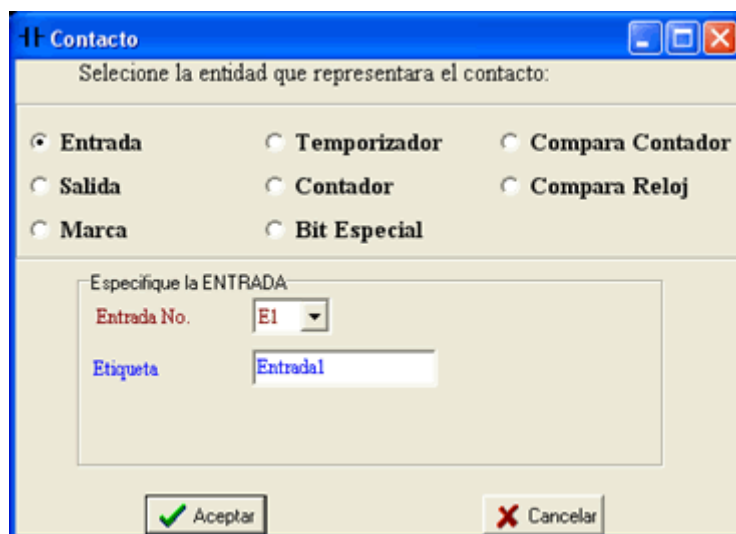 Contacto
Selecione la entidad que representara el contacto:
Entrada Temporizador Compara Contador
Salida Contador Compara Reloj
Marca Bit Especial
Especifique la ENTRADA
Entrada No. E1
Etiqueta Entrada1
Aceptar Cancelar